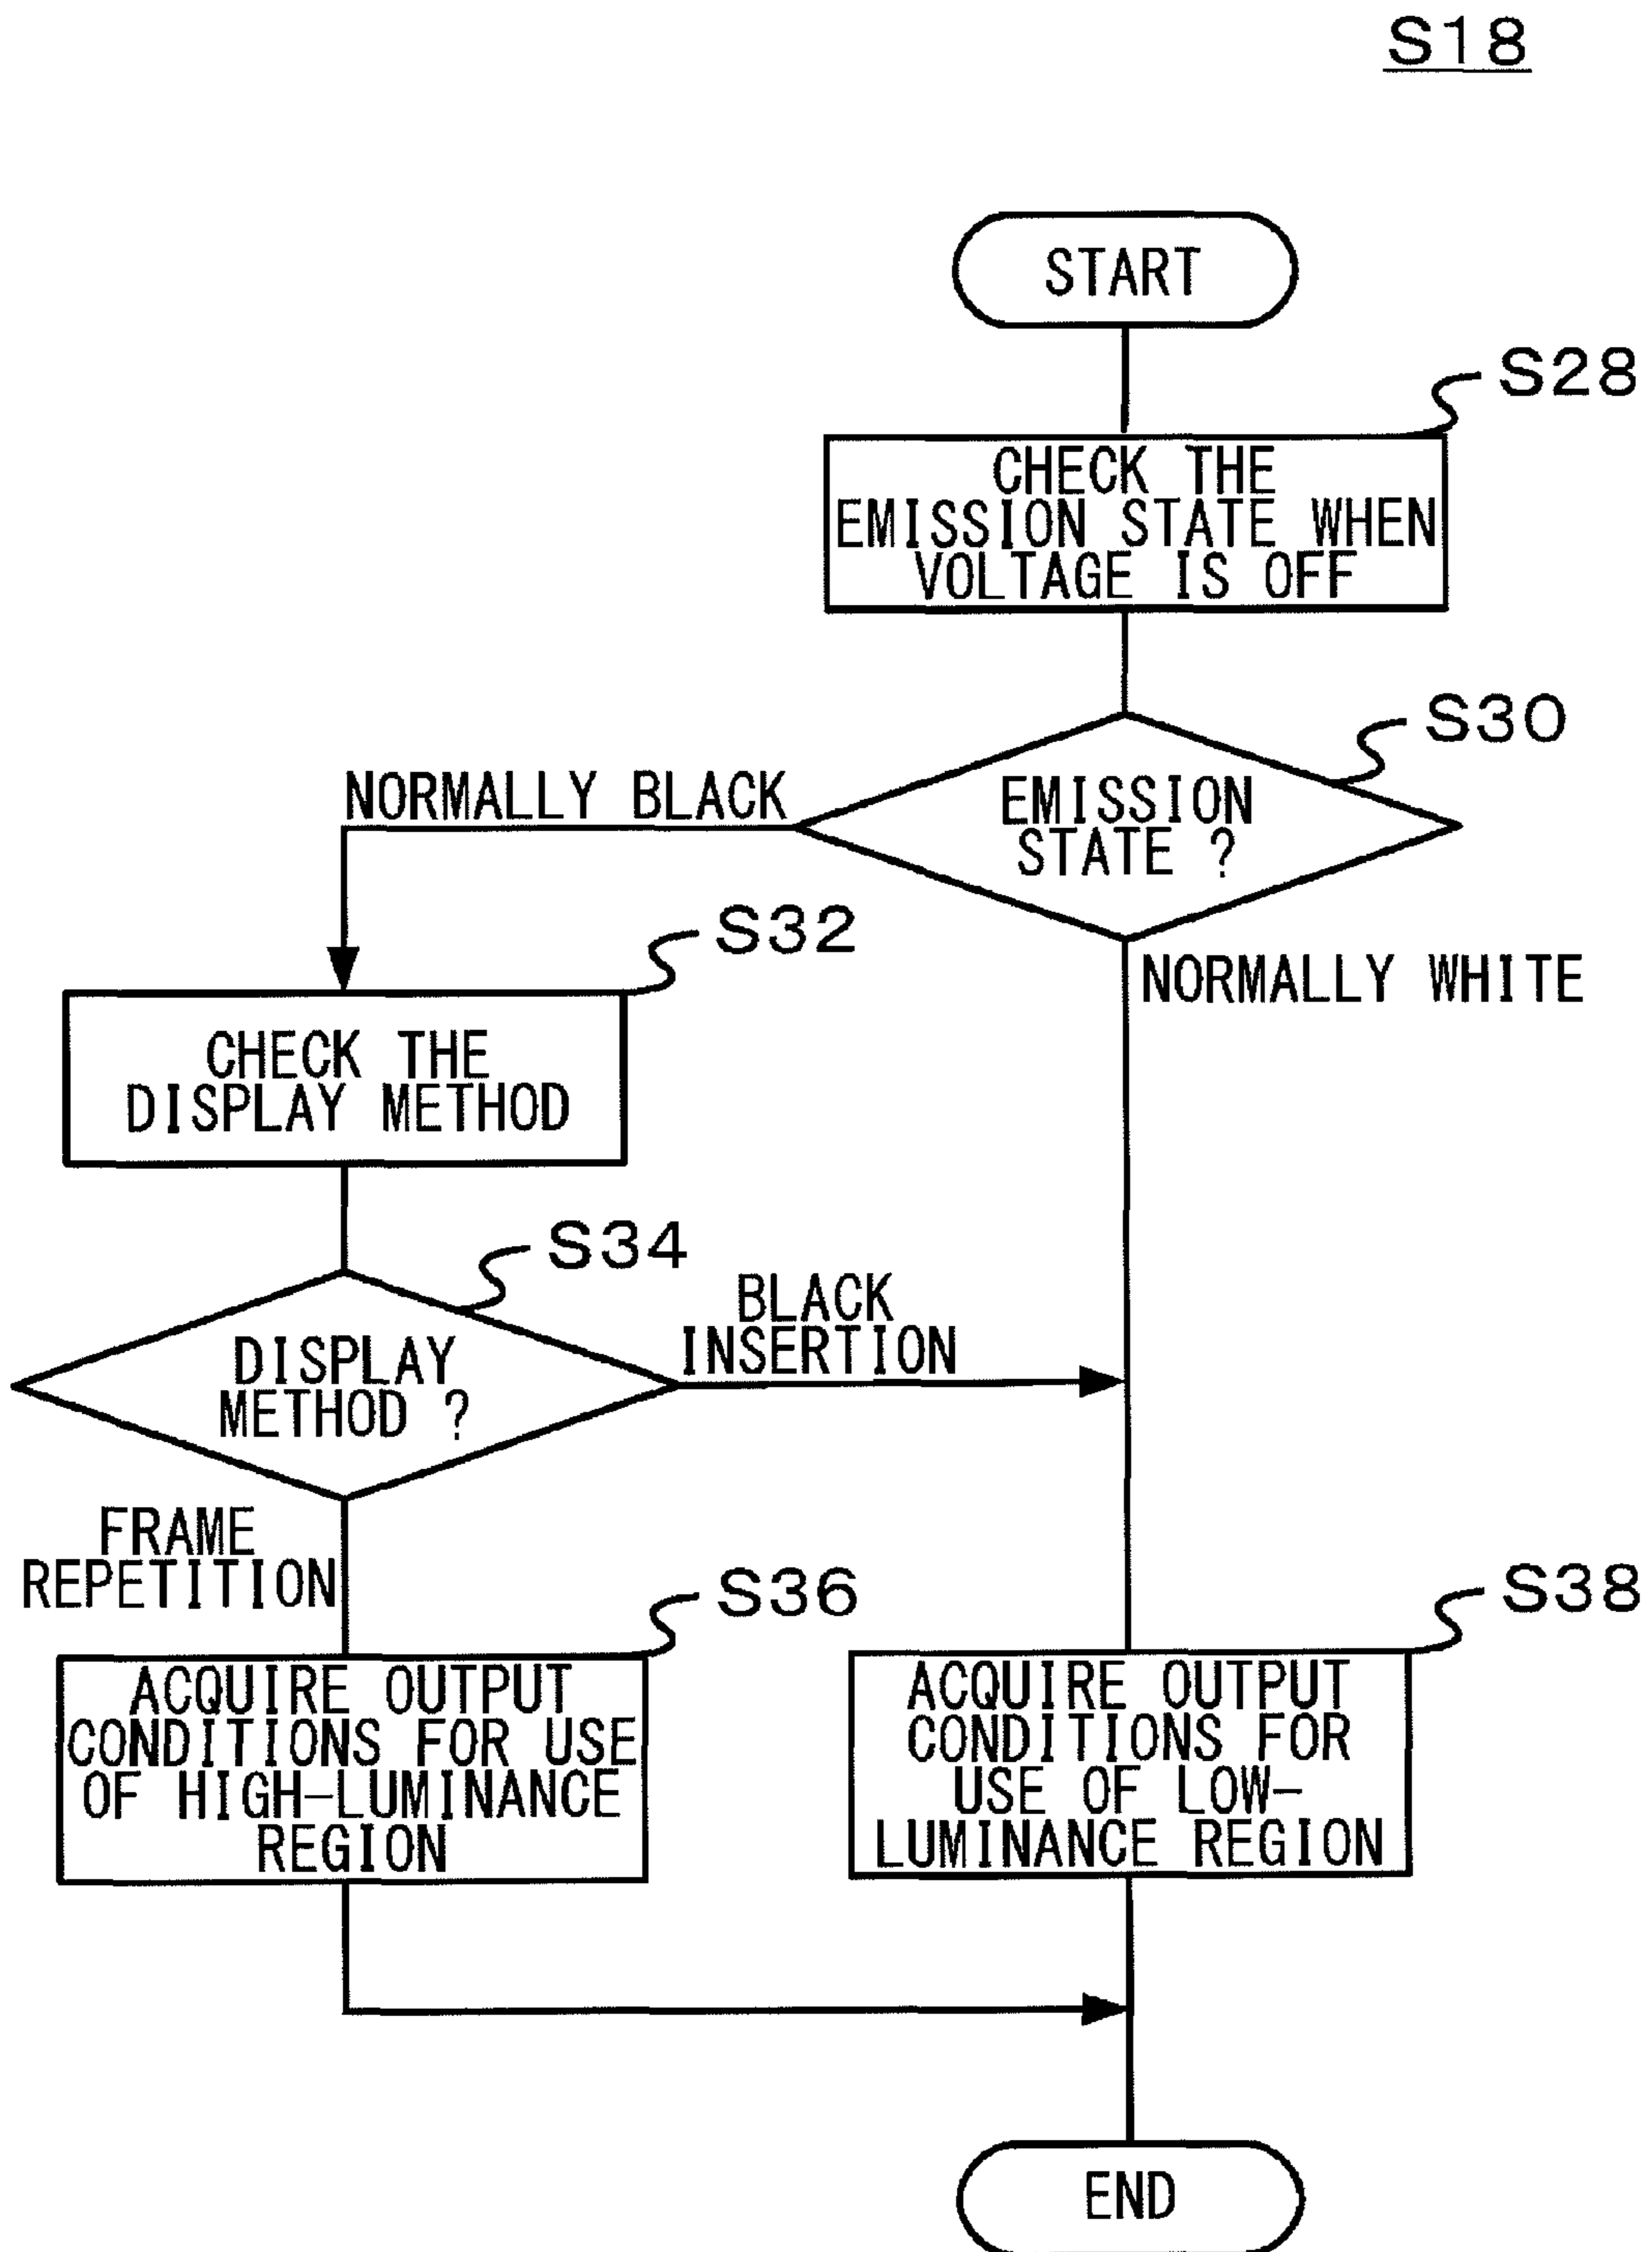 S18
START
S28
CHECK THE
EMISSION STATE WHEN
VOLTAGE IS OFF
S30
EMISSION
STATE ?
NORMALLY BLACK
NORMALLY WHITE
S32
CHECK THE
DISPLAY METHOD
S34
DISPLAY
METHOD ?
BLACK
INSERTION
FRAME
REPETITION
S36
ACQUIRE OUTPUT
CONDITIONS FOR USE
OF HIGH-LUMINANCE
REGION
S38
ACQUIRE OUTPUT
CONDITIONS FOR
USE OF LOW-
LUMINANCE REGION
END